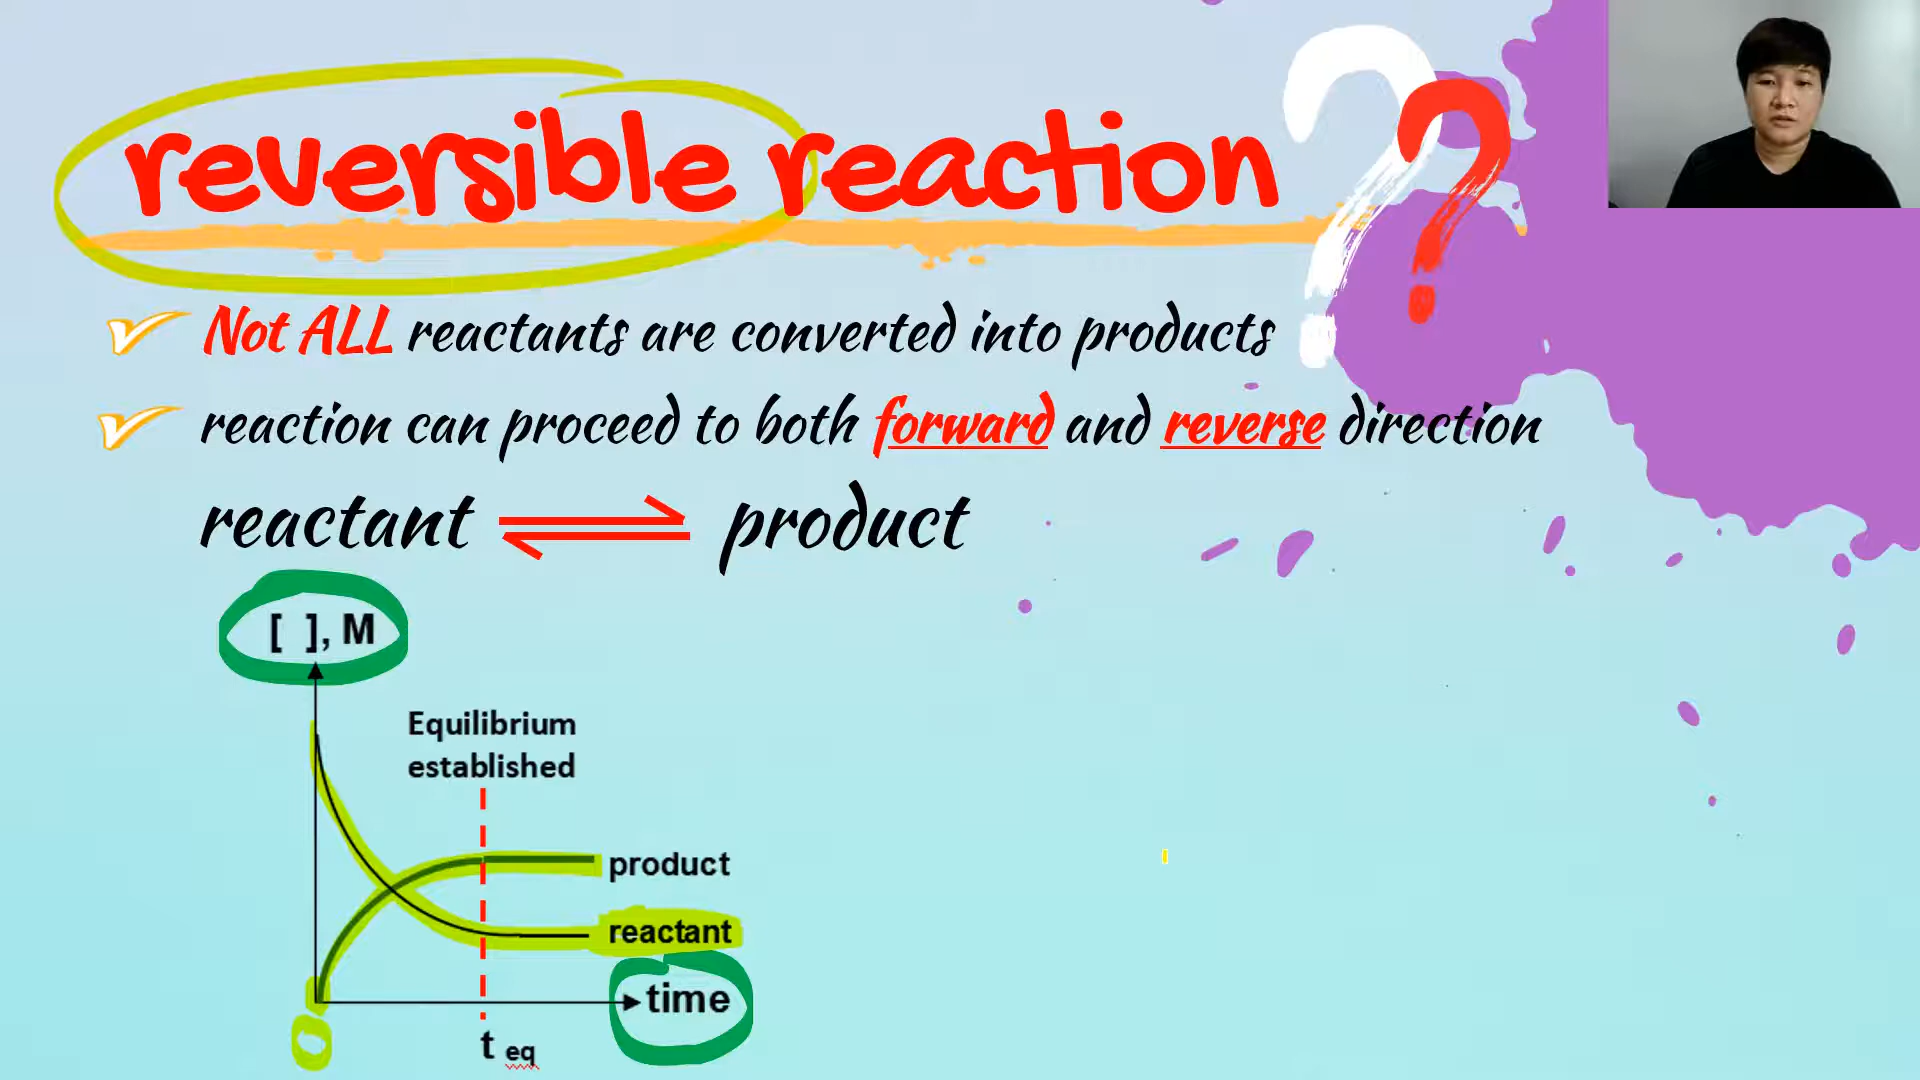 reversible reaction ??
Not ALL reactants are converted into products
reaction can proceed to both forward and reverse direction
reactant ⇌ product
[ ], M
Equilibrium
established
product
reactant
time
0
t eq